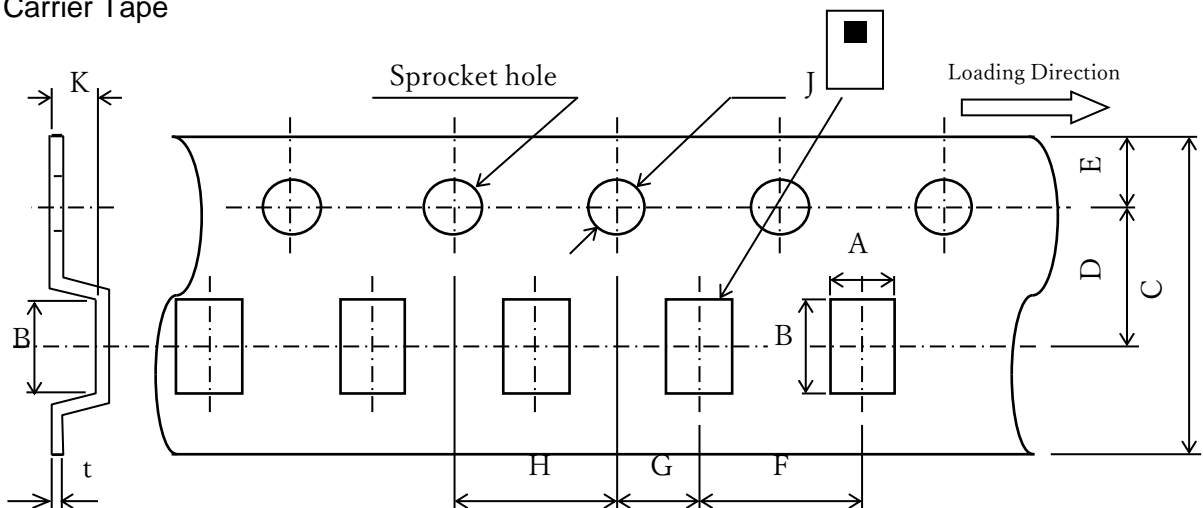 Carrier Tape
K
Sprocket hole
J
Loading Direction
E
A
D
C
B
B
t
H
G
F